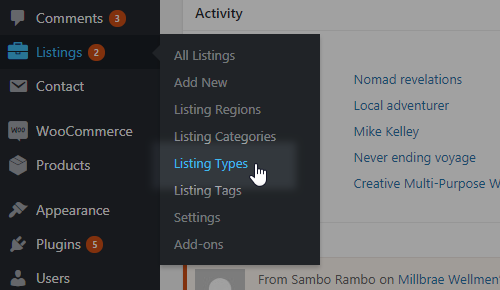 Comments 3
Listings 2
Contact
WOO WooCommerce
Products
Appearance
Plugins 5
Users
All Listings
Add New
Listing Regions
Listing Categories
Listing Types
Listing Tags
Settings
Add-ons
Activity
Nomad revelations
Local adventurer
Mike Kelley
Never ending voyage
Creative Multi-Purpose W
From Sambo Rambo on Millbrae Wellment